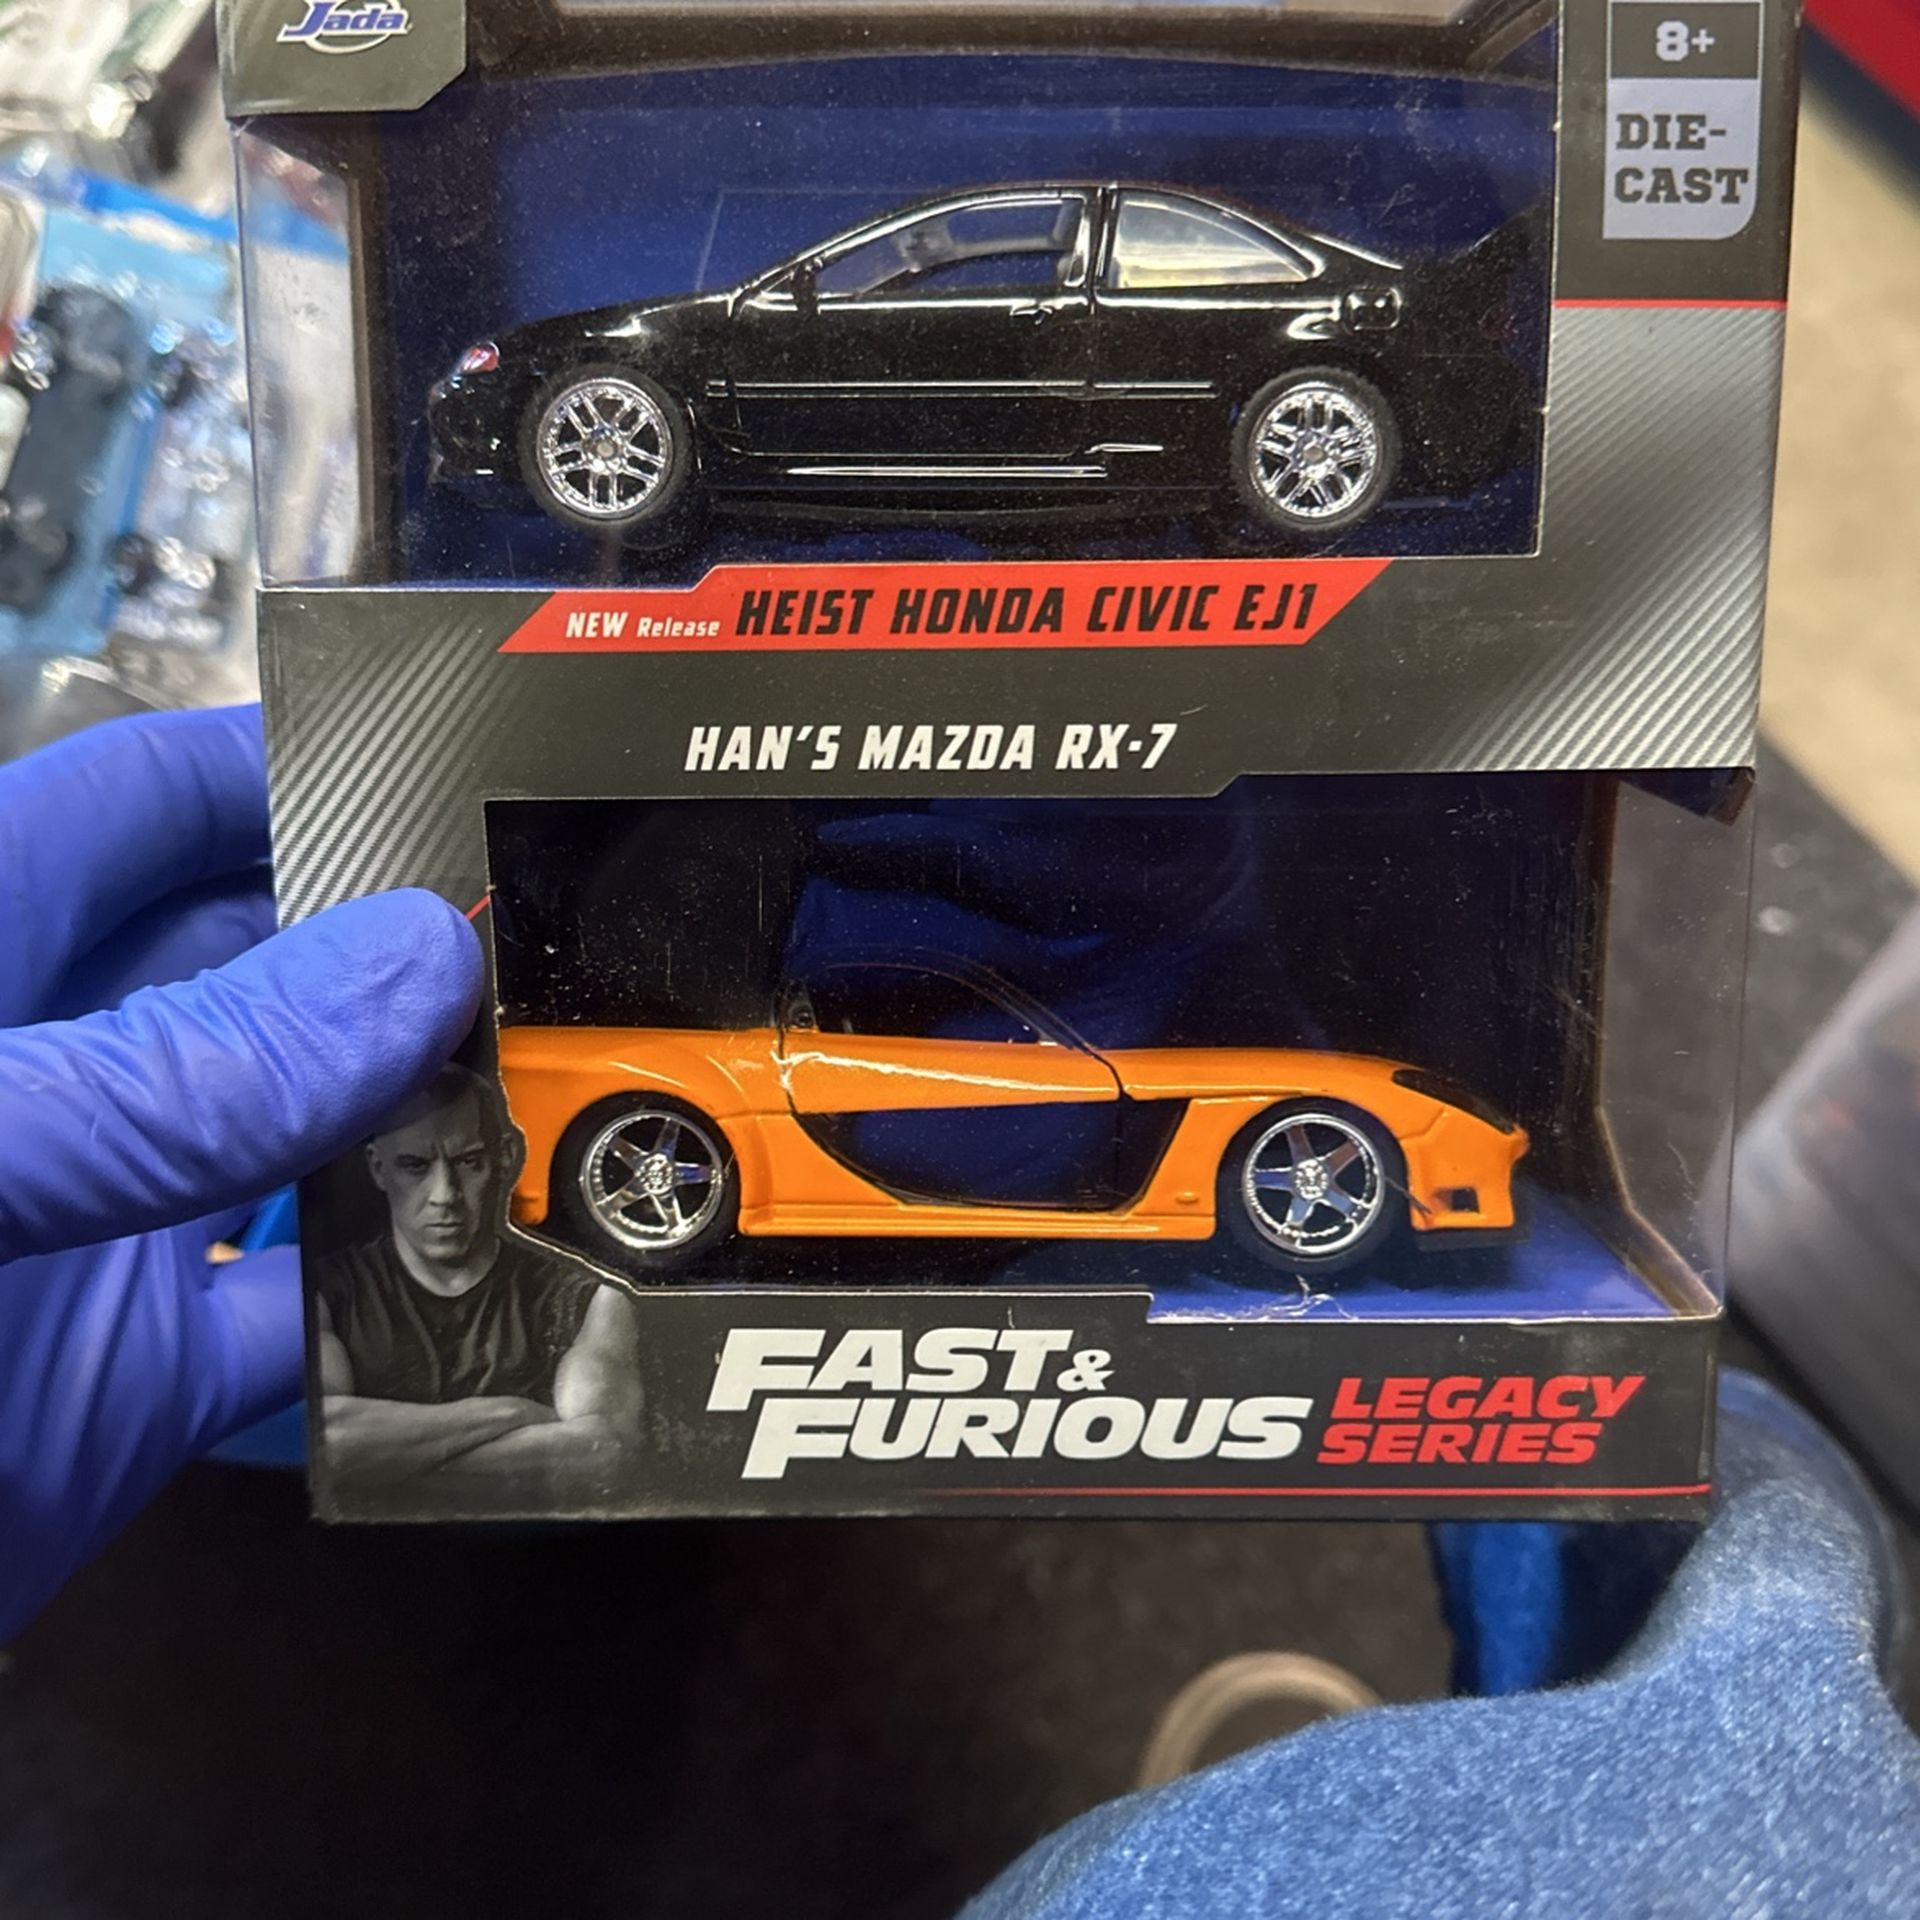 Jada
8+
DIE-
CAST
NEW Release HEIST HONDA CIVIC EJ1
HAN'S MAZDA RX-7
FAST &
FURIOUS
LEGACY
SERIES